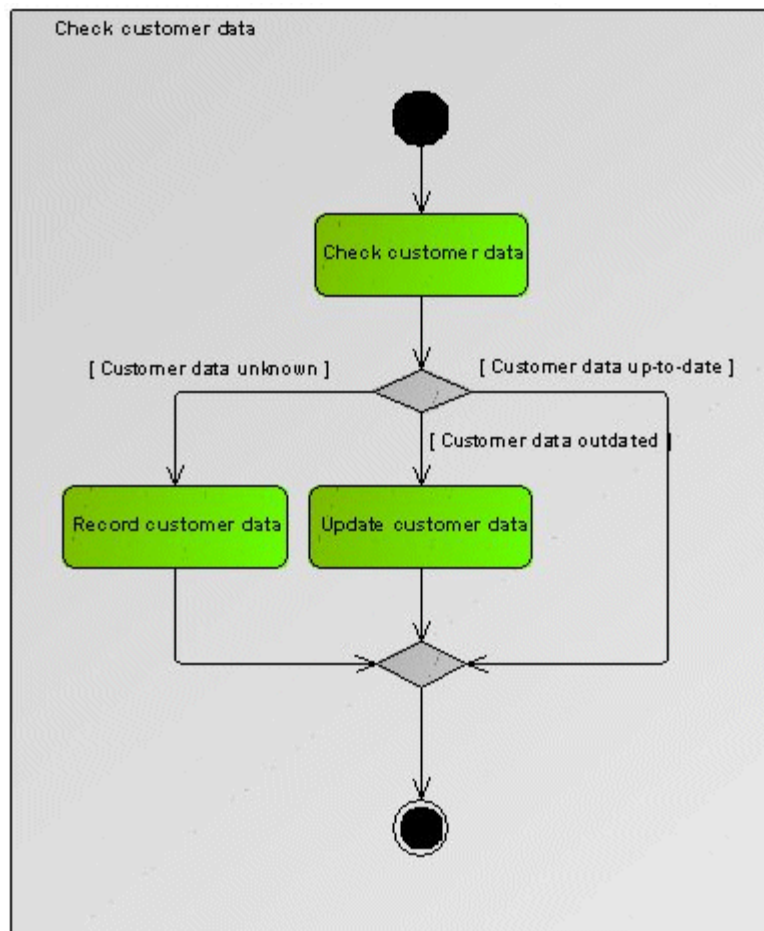 Check customer data
Check customer data
[ Customer data unknown ]
[ Customer data up-to-date ]
[ Customer data outdated ]
Record customer data
Update customer data